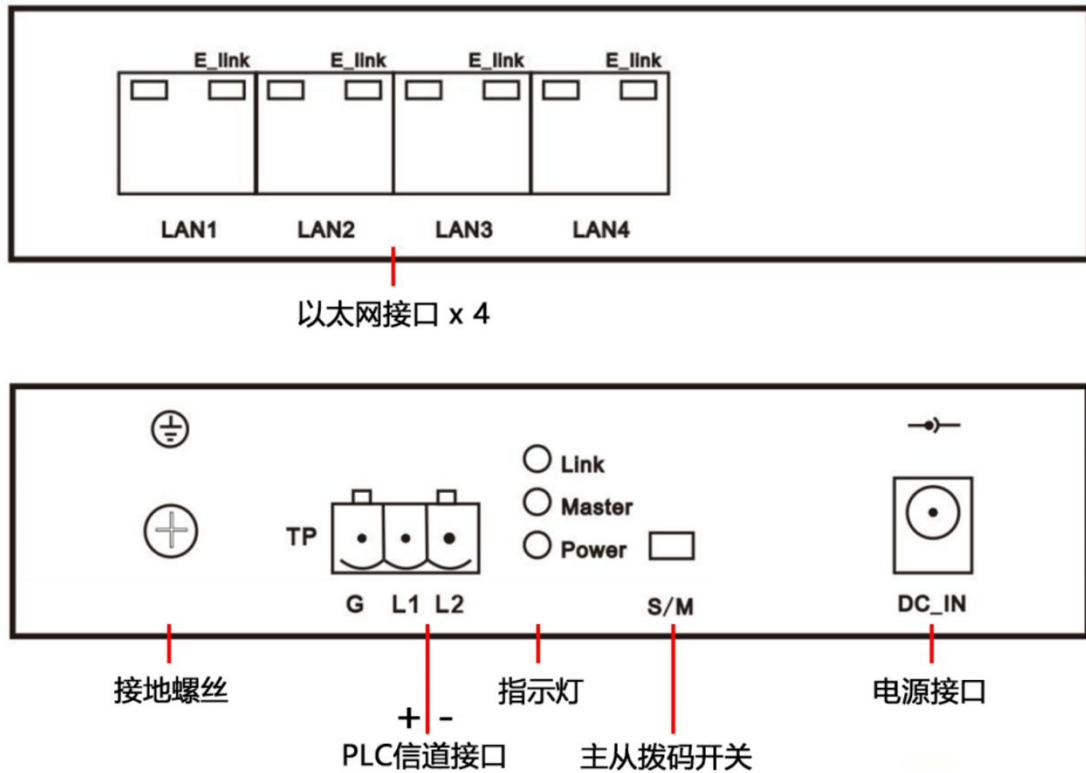 E_link E_link E_link E_link
LAN1 LAN2 LAN3 LAN4
以太网接口 x 4
Link
Master
TP Power
G L1 L2 S/M DC_IN
接地螺丝 指示灯 电源接口
+ -
PLC信道接口 主从拨码开关